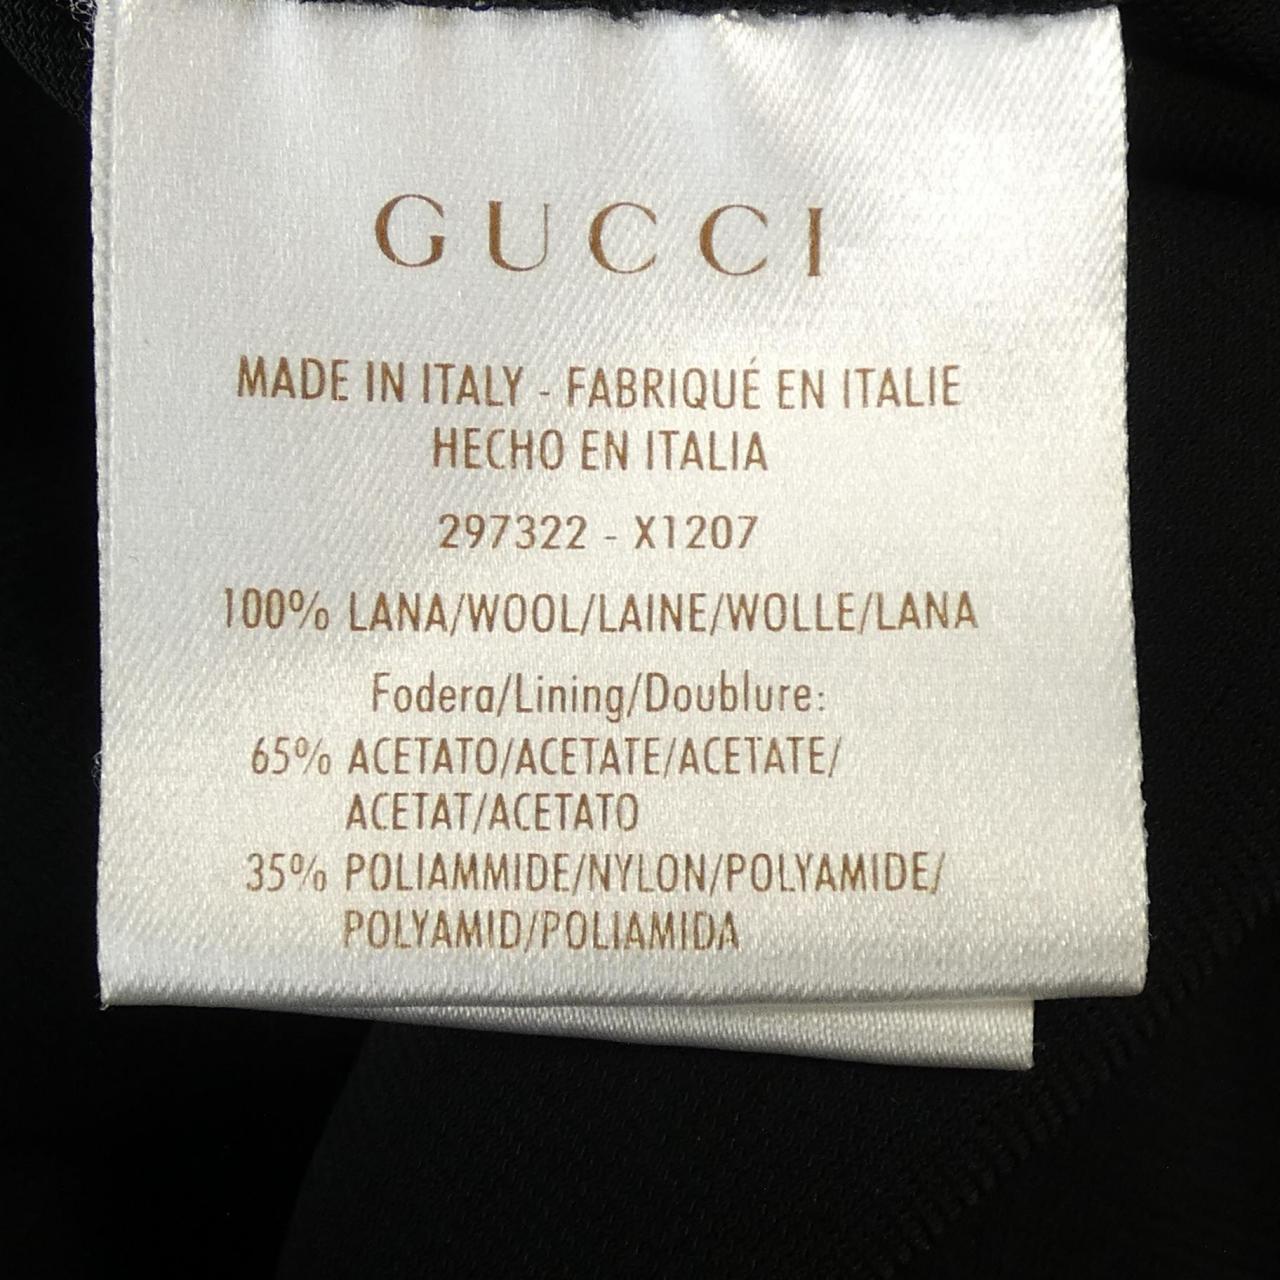 GUCCI
MADE IN ITALY - FABRIQUÉ EN ITALIE
HECHO EN ITALIA
297322 - X1207
100% LANA/WOOL/LAINE/WOLLE/LANA
Fodera/Lining/Doublure:
65% ACETATO/ACETATE/ACETATE/
ACETAT/ACETATO
35% POLIAMMIDE/NYLON/POLYAMIDE/
POLYAMID/POLIAMIDA